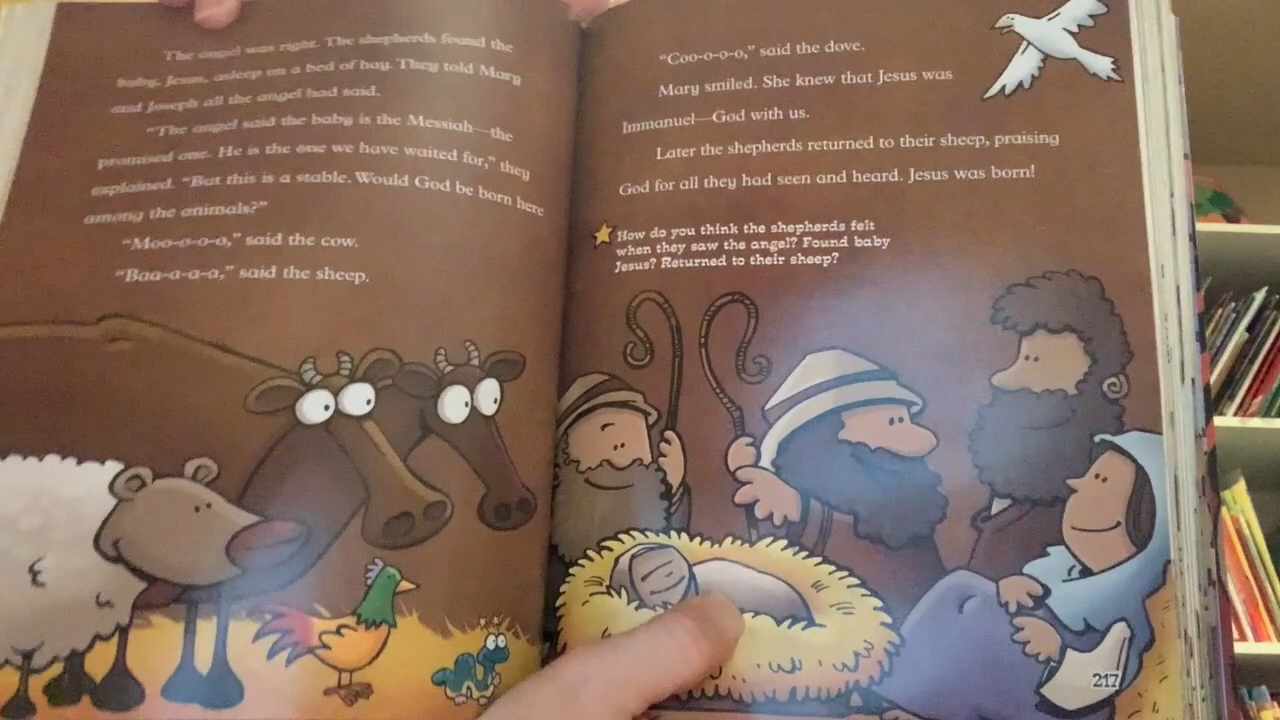 The angel was right. The shepherds found the
baby, Jesus, asleep on a bed of hay. They told Mary
and Joseph all the angel had said.
"The angel said the baby is the Messiah—the
promised one. He is the one we have waited for," they
explained. "But this is a stable. Would God be born here
among the animals?"
"Moo-o-o-o," said the cow.
"Baa-a-a-a," said the sheep.
"Coo-o-o-o," said the dove.
Mary smiled. She knew that Jesus was
Immanuel—God with us.
Later the shepherds returned to their sheep, praising
God for all they had seen and heard. Jesus was born!
How do you think the shepherds felt
when they saw the angel? Found baby
Jesus? Returned to their sheep?
217